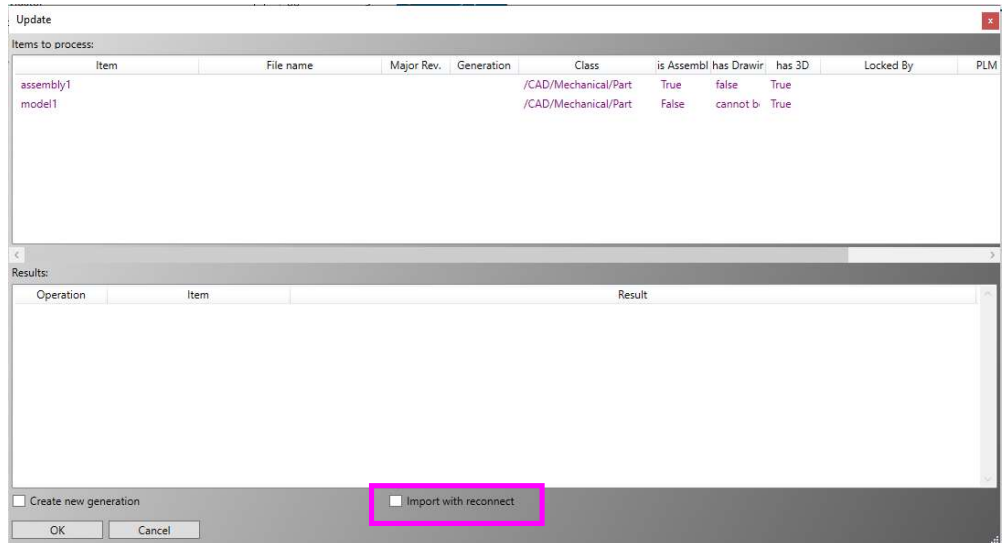 Update
x
Items to process:
Item File name Major Rev. Generation Class is Assembl has Drawir has 3D Locked By PLM
assembly1 /CAD/Mechanical/Part True false True
model1 /CAD/Mechanical/Part False cannot b True
Results:
Operation Item Result
Create new generation Import with reconnect
OK Cancel